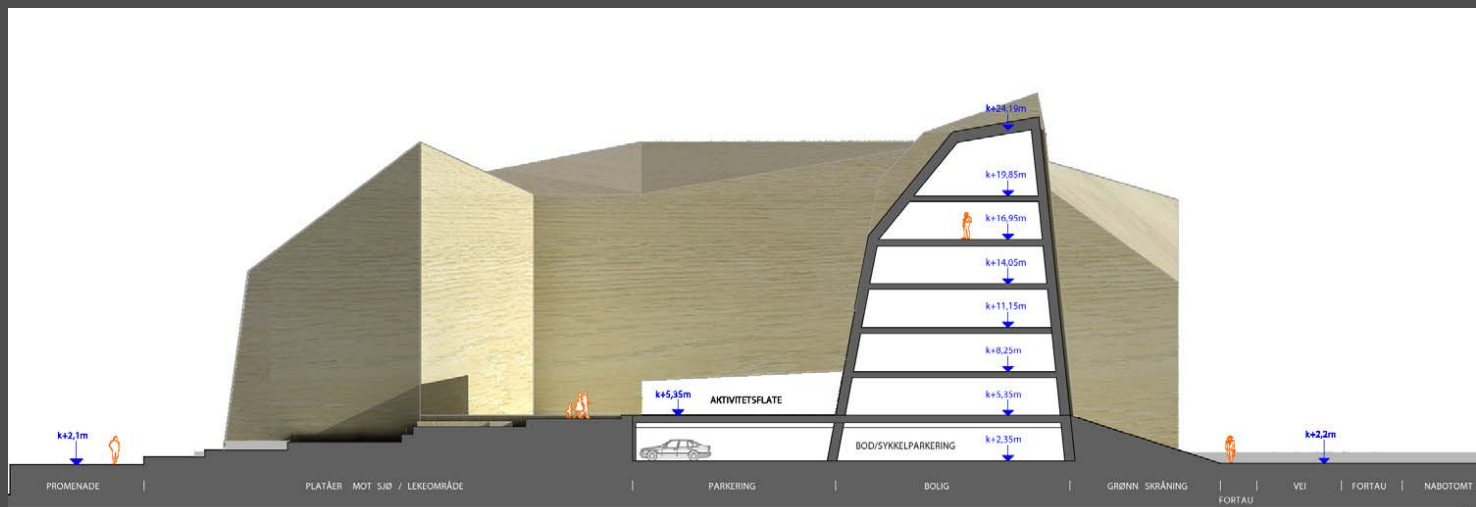 k+24,19m
k+19,85m
k+16,95m
k+14,05m
k+11,15m
k+8,25m
k+5,35m
AKTIVITETSFLATE
k+5,35m
k+2,1m
BOD/SYKKELPARKERING
k+2,35m
k+2,2m
PROMENADE
PLATÅER MOT SJØ / LEKEOMRÅDE
PARKERING
BOLIG
GRØNN SKRÅNING
FORTAU
VEI
FORTAU
NABOTOMT